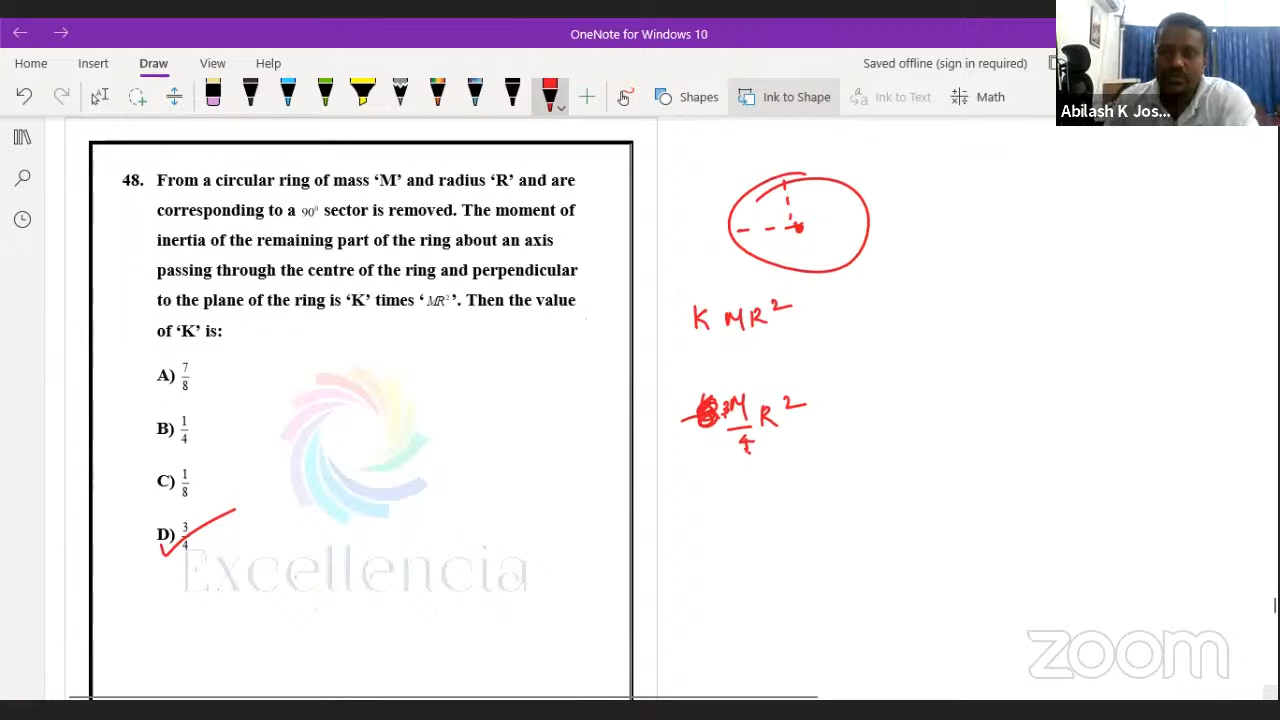 OneNote for Windows 10
Home Insert Draw View Help
Saved offline (sign in required)
Shapes
Ink to Shape
Ink to Text
Math
Abilash K Jos...
48. From a circular ring of mass ‘M’ and radius ‘R’ and are
corresponding to a 90⁰ sector is removed. The moment of
inertia of the remaining part of the ring about an axis
passing through the centre of the ring and perpendicular
to the plane of the ring is ‘K’ times ‘MR²’. Then the value
of ‘K’ is:
A) 7/8
B) 1/4
C) 1/8
D) 3/4
Excellencia
K MR²
3M/4 R²
zoom